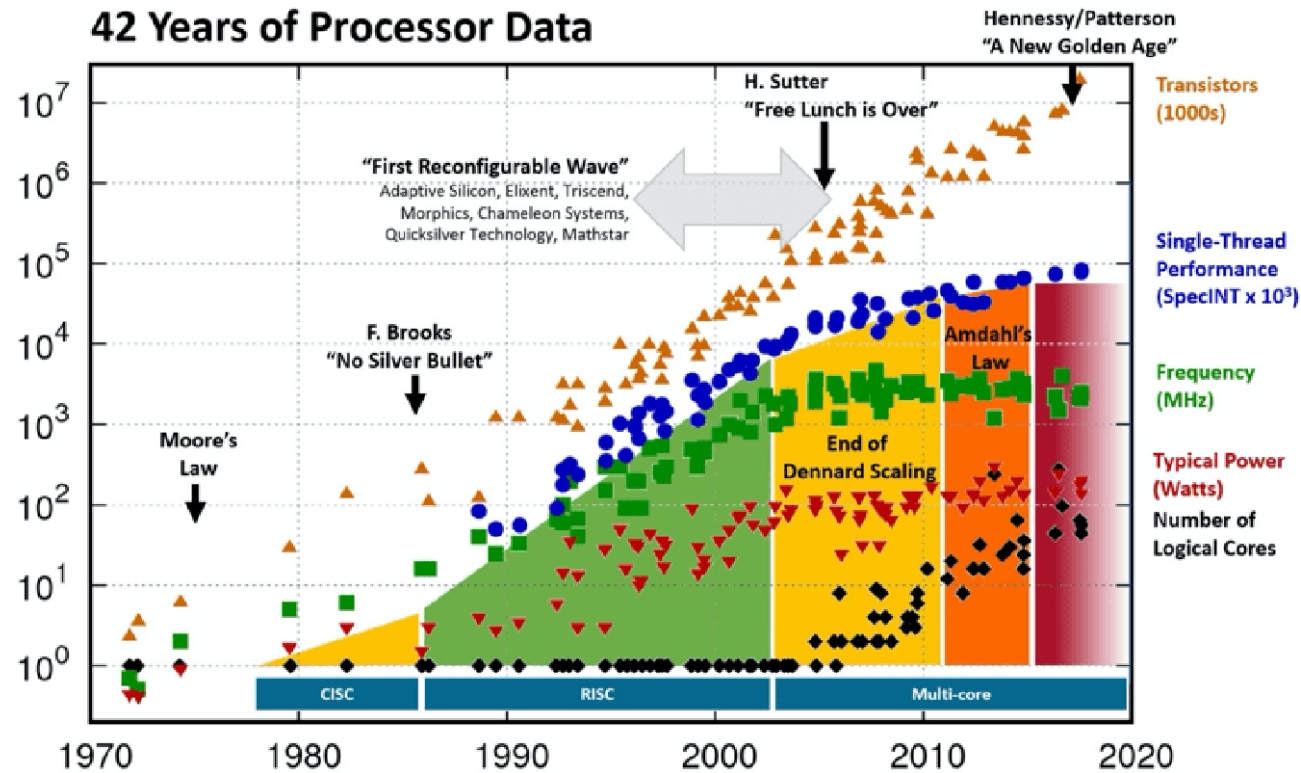 42 Years of Processor Data
Hennessy/Patterson
“A New Golden Age”
H. Sutter
“Free Lunch is Over”
“First Reconfigurable Wave”
Adaptive Silicon, Elixent, Triscend,
Morphics, Chameleon Systems,
Quicksilver Technology, Mathstar
F. Brooks
“No Silver Bullet”
Moore’s
Law
Amdahl’s
Law
End of
Dennard Scaling
10⁷
10⁶
10⁵
10⁴
10³
10²
10¹
10⁰
Transistors
(1000s)
Single-Thread
Performance
(SpecINT x 10³)
Frequency
(MHz)
Typical Power
(Watts)
Number of
Logical Cores
CISC
RISC
Multi-core
1970
1980
1990
2000
2010
2020